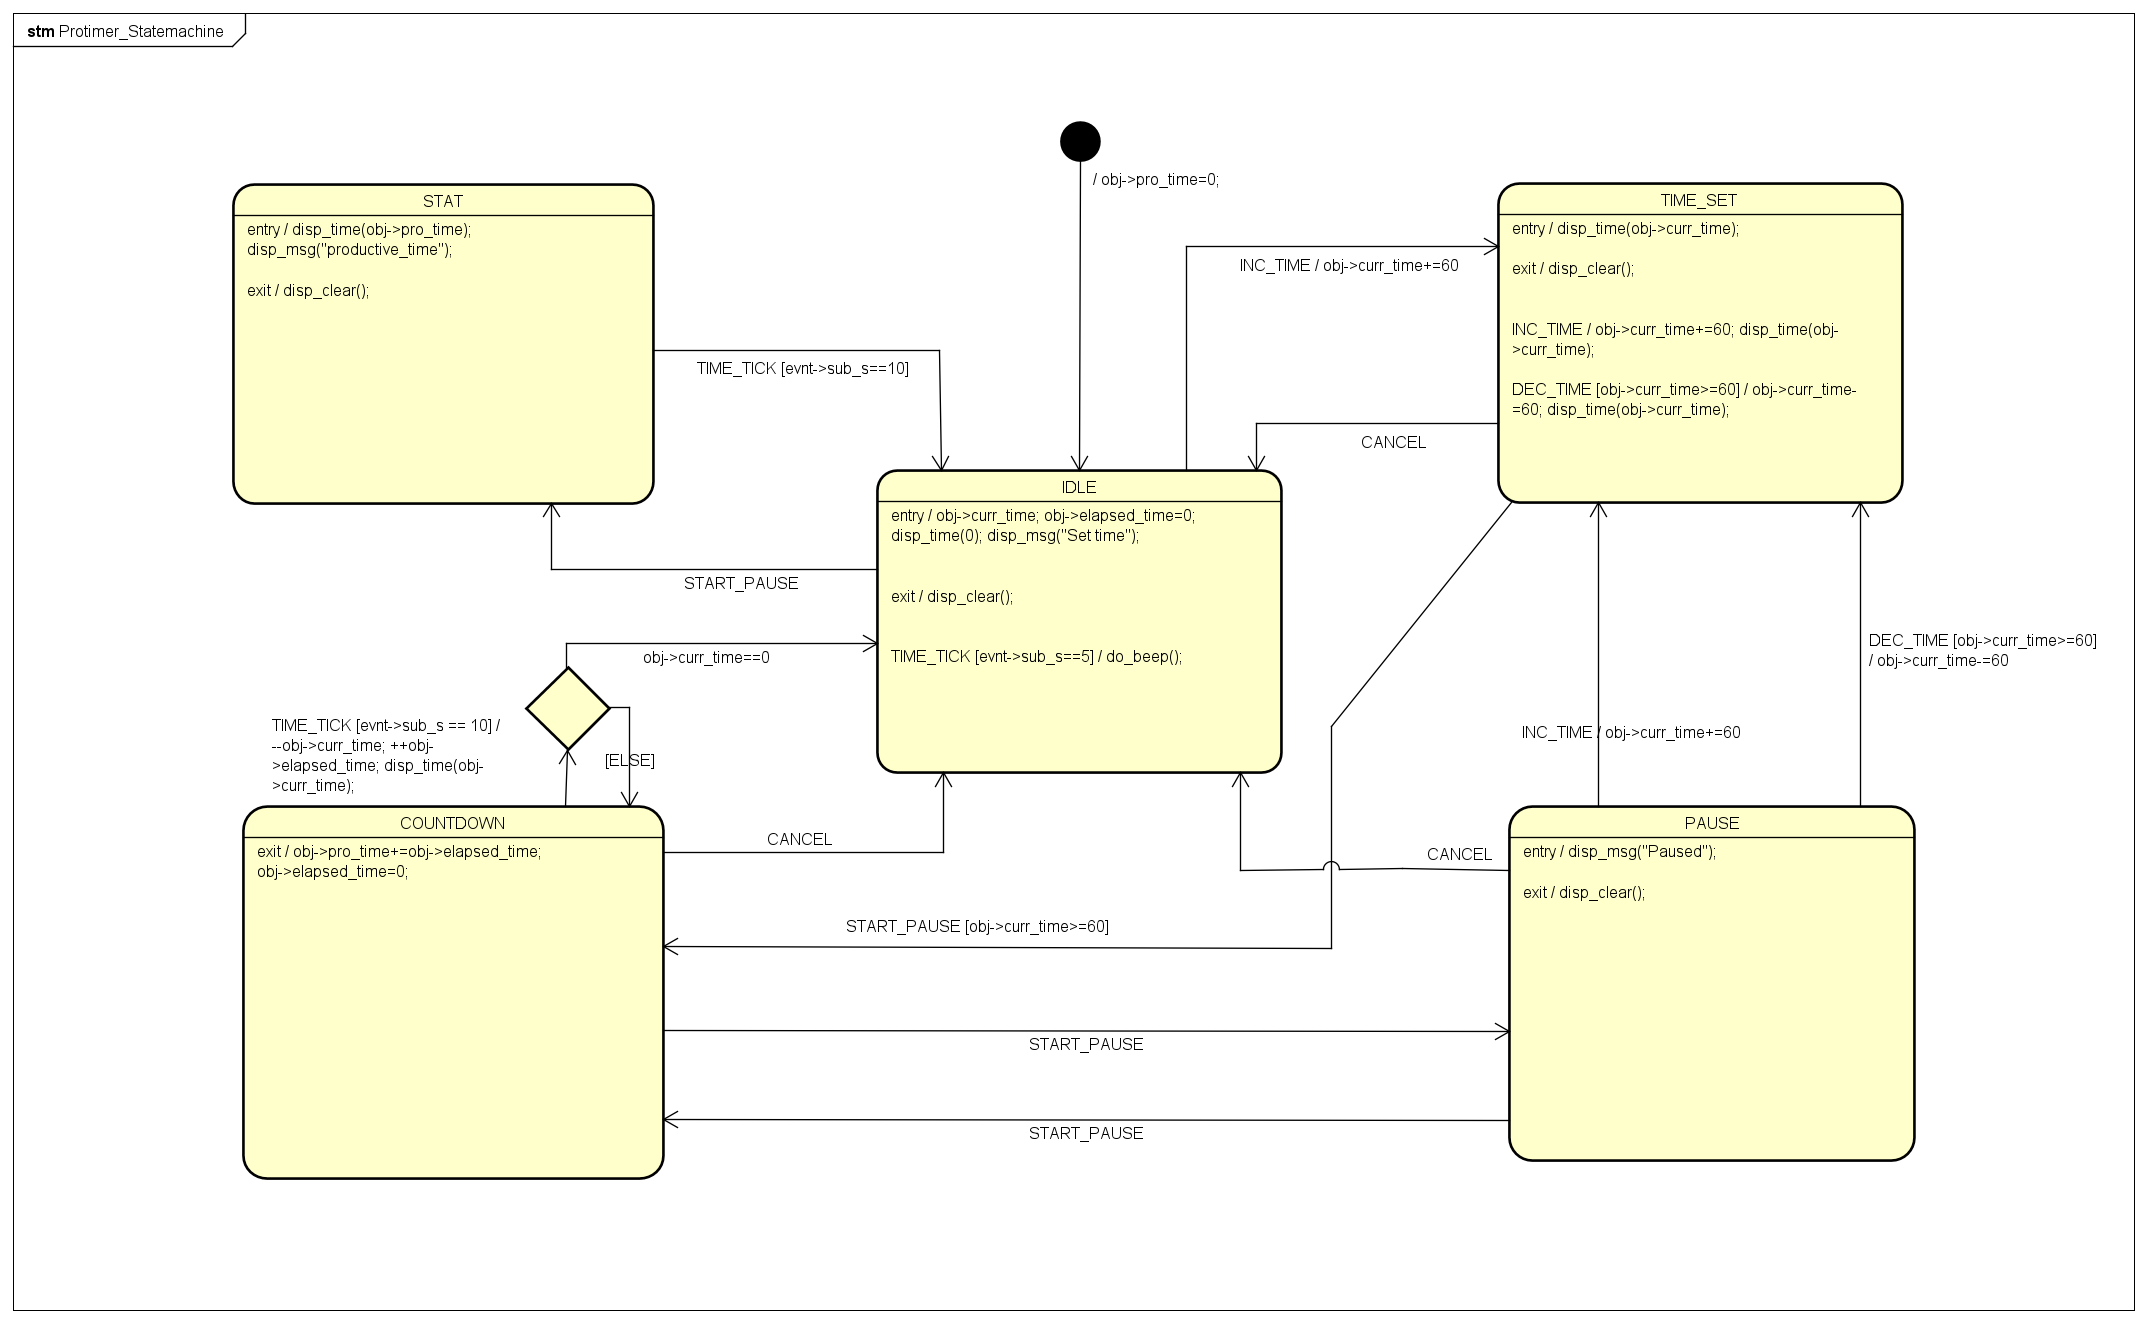 stm Protimer_Statemachine
/ obj->pro_time=0;
STAT
entry / disp_time(obj->pro_time);
disp_msg("productive_time");
exit / disp_clear();
TIME_SET
entry / disp_time(obj->curr_time);
exit / disp_clear();
INC_TIME / obj->curr_time+=60; disp_time(obj-
>curr_time);
DEC_TIME [obj->curr_time>=60] / obj->curr_time-
=60; disp_time(obj->curr_time);
INC_TIME / obj->curr_time+=60
TIME_TICK [evnt->sub_s==10]
CANCEL
IDLE
entry / obj->curr_time; obj->elapsed_time=0;
disp_time(0); disp_msg("Set time");
exit / disp_clear();
TIME_TICK [evnt->sub_s==5] / do_beep();
START_PAUSE
obj->curr_time==0
TIME_TICK [evnt->sub_s == 10] /
--obj->curr_time; ++obj-
>elapsed_time; disp_time(obj-
>curr_time);
[ELSE]
DEC_TIME [obj->curr_time>=60]
/ obj->curr_time-=60
INC_TIME / obj->curr_time+=60
COUNTDOWN
exit / obj->pro_time+=obj->elapsed_time;
obj->elapsed_time=0;
CANCEL
CANCEL
PAUSE
entry / disp_msg("Paused");
exit / disp_clear();
START_PAUSE [obj->curr_time>=60]
START_PAUSE
START_PAUSE